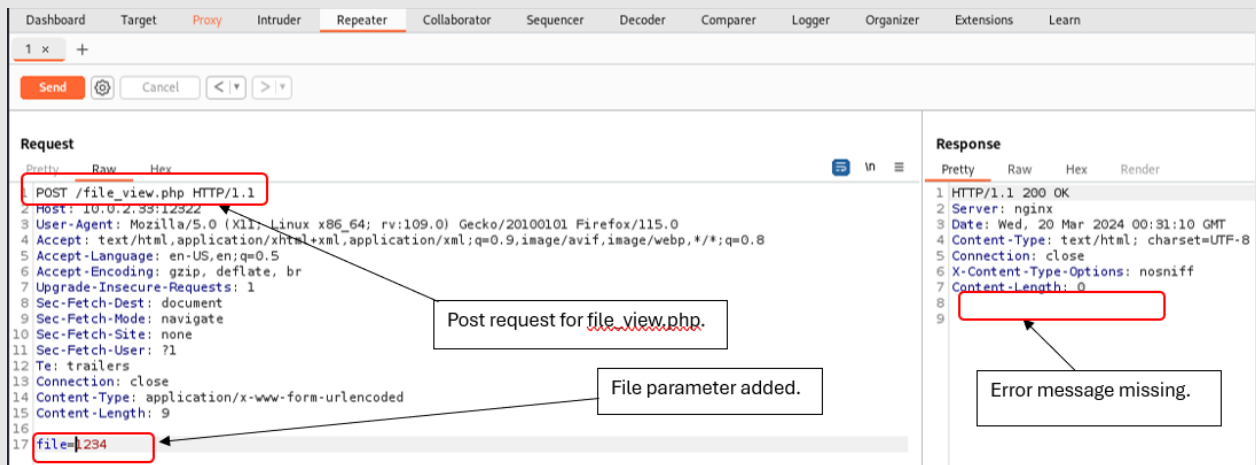 Dashboard Target Proxy Intruder Repeater Collaborator Sequencer Decoder Comparer Logger Organizer Extensions Learn
1 × +
Send Cancel < >
Request
Pretty Raw Hex \n
1 POST /file_view.php HTTP/1.1
2 Host: 10.0.2.33:12322
3 User-Agent: Mozilla/5.0 (X11; Linux x86_64; rv:109.0) Gecko/20100101 Firefox/115.0
4 Accept: text/html,application/xhtml+xml,application/xml;q=0.9,image/avif,image/webp,*/*;q=0.8
5 Accept-Language: en-US,en;q=0.5
6 Accept-Encoding: gzip, deflate, br
7 Upgrade-Insecure-Requests: 1
8 Sec-Fetch-Dest: document
9 Sec-Fetch-Mode: navigate
10 Sec-Fetch-Site: none
11 Sec-Fetch-User: ?1
12 Te: trailers
13 Connection: close
14 Content-Type: application/x-www-form-urlencoded
15 Content-Length: 9
16
17 file=1234
Post request for file_view.php.
File parameter added.
Response
Pretty Raw Hex Render
1 HTTP/1.1 200 OK
2 Server: nginx
3 Date: Wed, 20 Mar 2024 00:31:10 GMT
4 Content-Type: text/html; charset=UTF-8
5 Connection: close
6 X-Content-Type-Options: nosniff
7 Content-Length: 0
8
9
Error message missing.